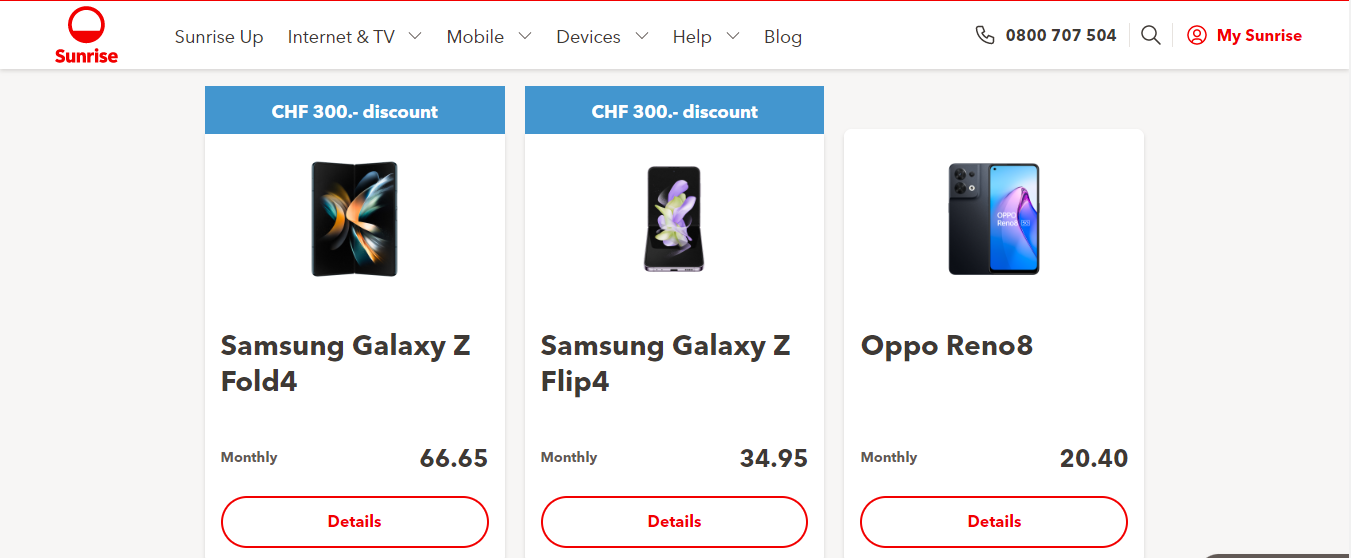 Sunrise
Sunrise Up Internet & TV Mobile Devices Help Blog 0800 707 504 My Sunrise
CHF 300.- discount CHF 300.- discount
OPPO
Reno8
Samsung Galaxy Z Fold4
Samsung Galaxy Z Flip4
Oppo Reno8
Monthly 66.65 Monthly 34.95 Monthly 20.40
Details Details Details